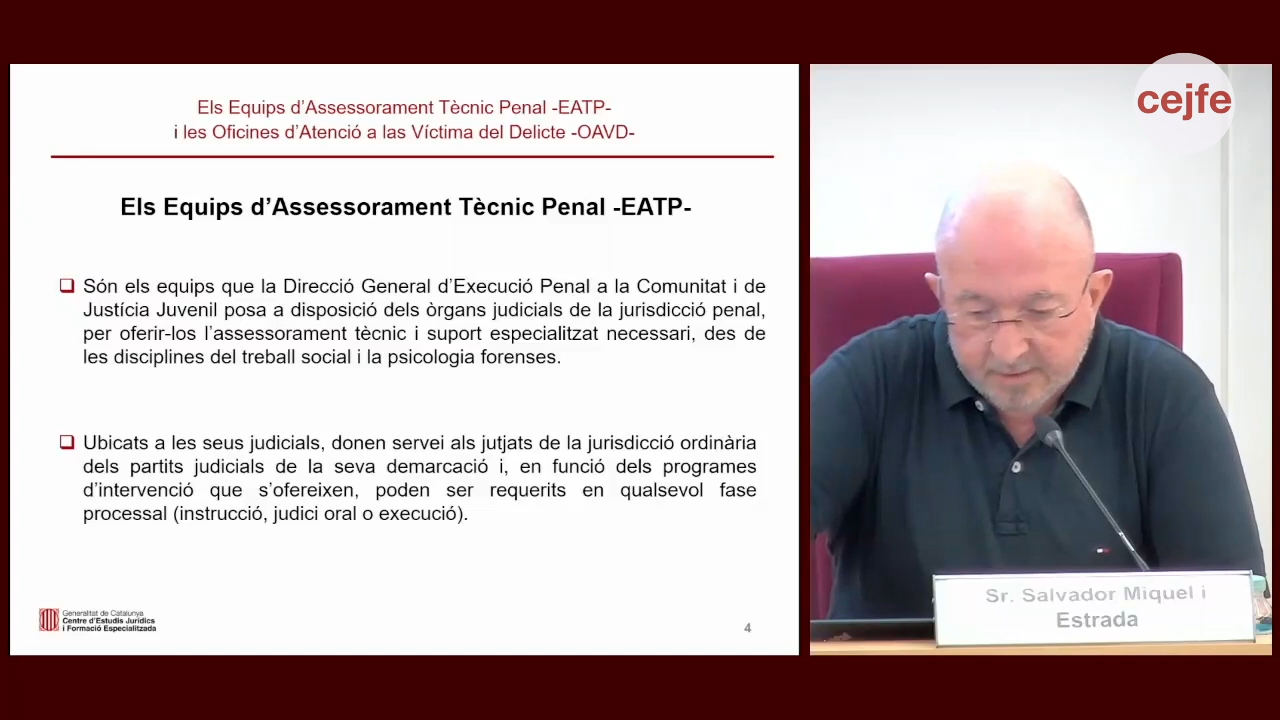 Els Equips d'Assessorament Tècnic Penal -EATP-
i les Oficines d'Atenció a las Víctima del Delicte -OAVD-
Els Equips d'Assessorament Tècnic Penal -EATP-
Són els equips que la Direcció General d'Execució Penal a la Comunitat i de
Justícia Juvenil posa a disposició dels òrgans judicials de la jurisdicció penal,
per oferir-los l'assessorament tècnic i suport especialitzat necessari, des de
les disciplines del treball social i la psicologia forenses.
Ubicats a les seus judicials, donen servei als jutjats de la jurisdicció ordinària
dels partits judicials de la seva demarcació i, en funció dels programes
d'intervenció que s'ofereixen, poden ser requerits en qualsevol fase
processal (instrucció, judici oral o execució).
Generalitat de Catalunya
Centre d'Estudis Jurídics
i Formació Especialitzada
4
cejfe
Sr. Salvador Miquel i
Estrada